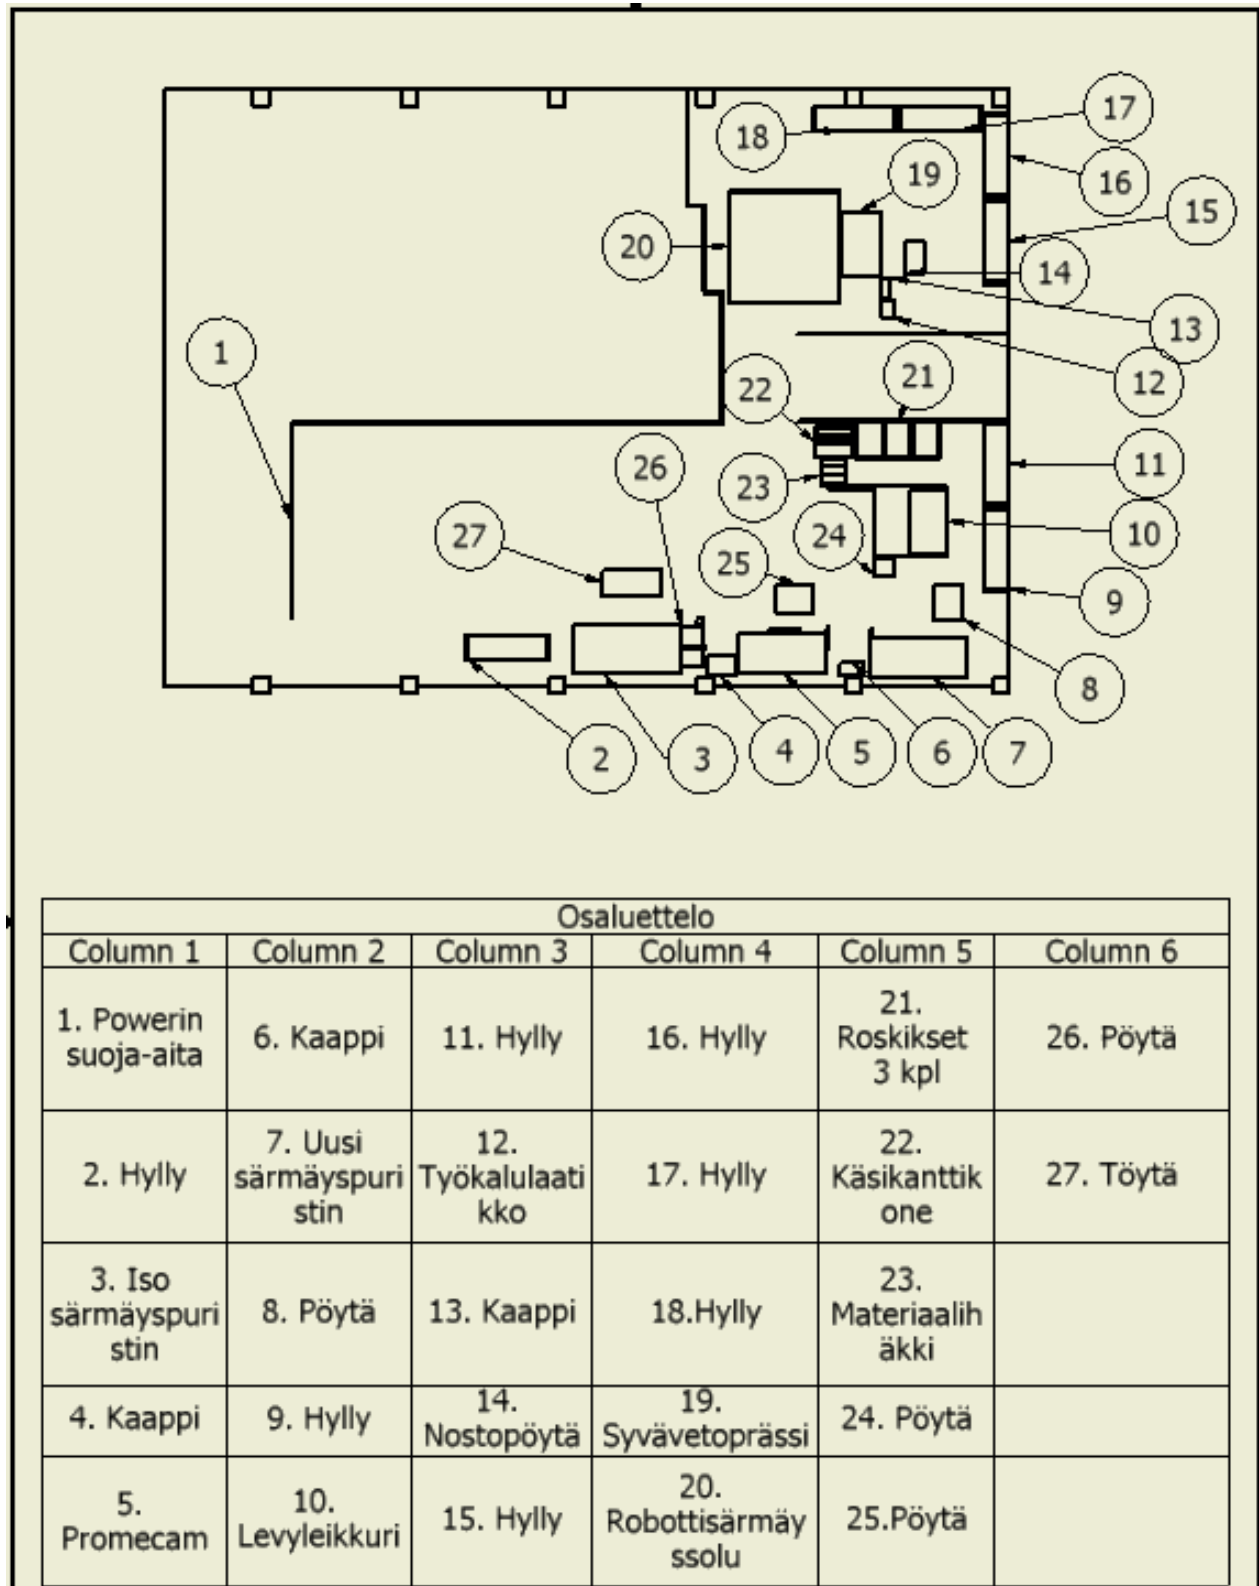 17
18
16
19
15
20
14
13
1
12
21
22
11
26
23
10
27
24
25
9
8
2
3
4
5
6
7
Osaluettelo
Column 1 Column 2 Column 3 Column 4 Column 5 Column 6
1. Powerin
suoja-aita
6. Kaappi
11. Hylly
16. Hylly
21.
Roskikset
3 kpl
26. Pöytä
2. Hylly
7. Uusi
särmäyspuri
stin
12.
Työkalulaati
kko
17. Hylly
22.
Käsikanttik
one
27. Töytä
3. Iso
särmäyspuri
stin
8. Pöytä
13. Kaappi
18.Hylly
23.
Materiaalih
äkki
4. Kaappi
9. Hylly
14.
Nostopöytä
19.
Syvävetoprässi
24. Pöytä
5.
Promecam
10.
Levyleikkuri
15. Hylly
20.
Robottisärmäy
ssolu
25.Pöytä